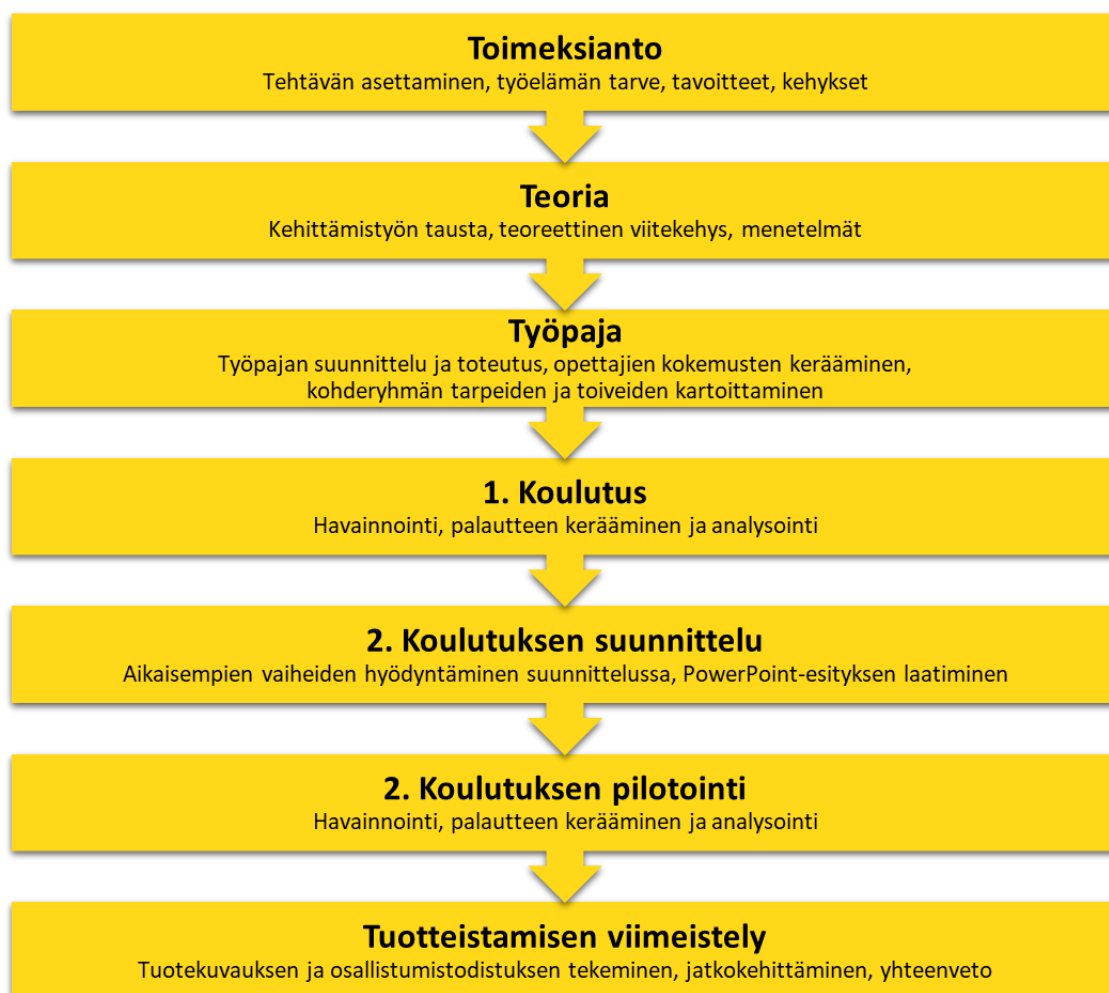 Toimeksianto
Tehtävän asettaminen, työelämän tarve, tavoitteet, kehykset
Teoria
Kehittämistyön tausta, teoreettinen viitekehys, menetelmät
Työpaja
Työpajan suunnittelu ja toteutus, opettajien kokemusten kerääminen,
kohderyhmän tarpeiden ja toiveiden kartoittaminen
1. Koulutus
Havainnointi, palautteen kerääminen ja analysointi
2. Koulutuksen suunnittelu
Aikaisempien vaiheiden hyödyntäminen suunnittelussa, PowerPoint-esityksen laatiminen
2. Koulutuksen pilotointi
Havainnointi, palautteen kerääminen ja analysointi
Tuotteistamisen viimeistely
Tuotekuvauksen ja osallistumistodistuksen tekeminen, jatkokehittäminen, yhteenveto